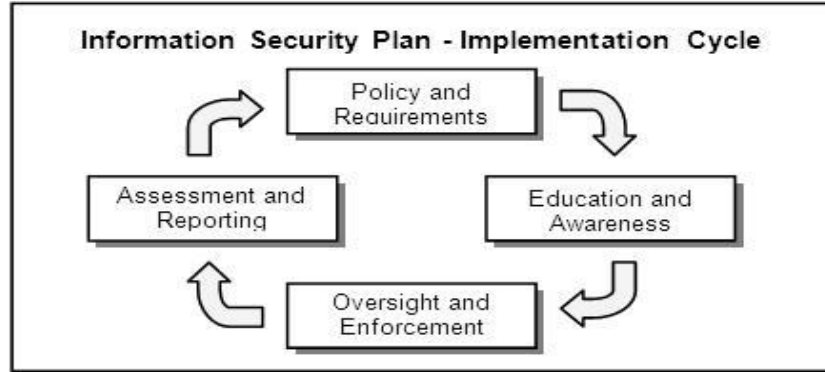 Information Security Plan - Implementation Cycle
Policy and
Requirements
Assessment and
Reporting
Education and
Awareness
Oversight and
Enforcement